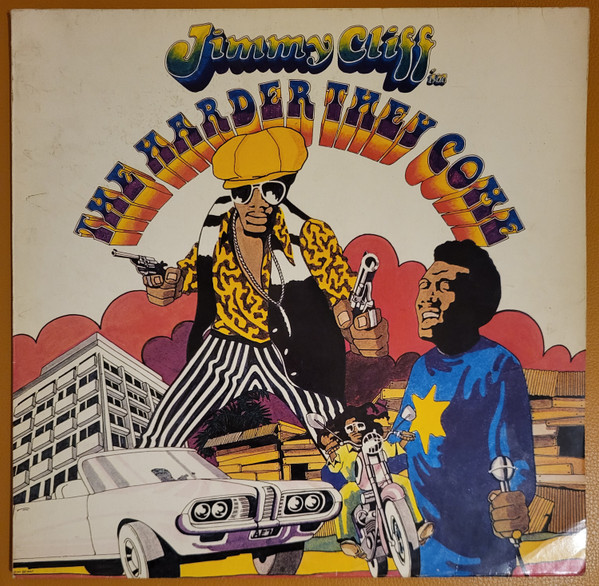 Jimmy Cliff
in
THE HARDER THEY COME